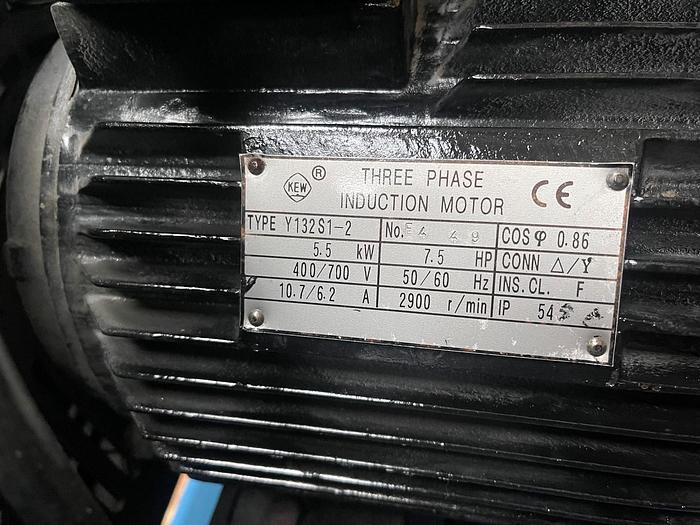 KEW ®
THREE PHASE
INDUCTION MOTOR
CE
TYPE Y132S1-2 No. COS φ 0.86
5.5 kW 7.5 HP CONN △/Y
400/700 V 50/60 Hz INS.CL. F
10.7/6.2 A 2900 r/min IP 54